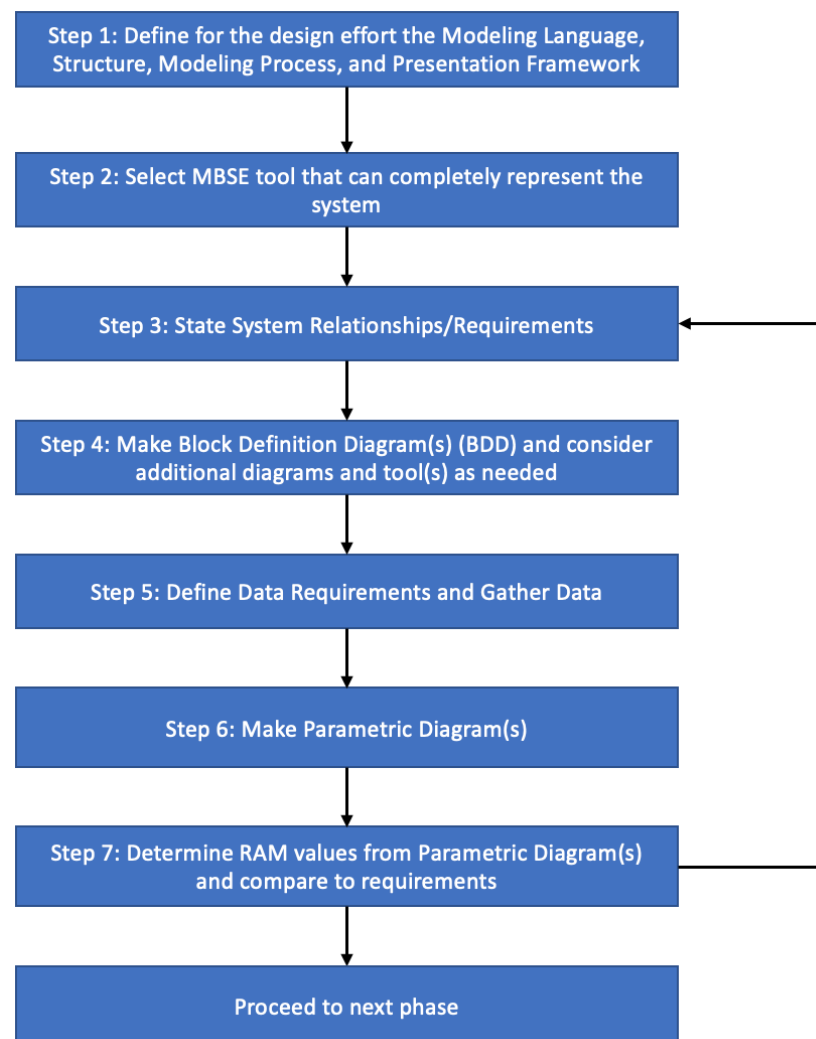 Step 1: Define for the design effort the Modeling Language,
Structure, Modeling Process, and Presentation Framework
Step 2: Select MBSE tool that can completely represent the
system
Step 3: State System Relationships/Requirements
Step 4: Make Block Definition Diagram(s) (BDD) and consider
additional diagrams and tool(s) as needed
Step 5: Define Data Requirements and Gather Data
Step 6: Make Parametric Diagram(s)
Step 7: Determine RAM values from Parametric Diagram(s)
and compare to requirements
Proceed to next phase